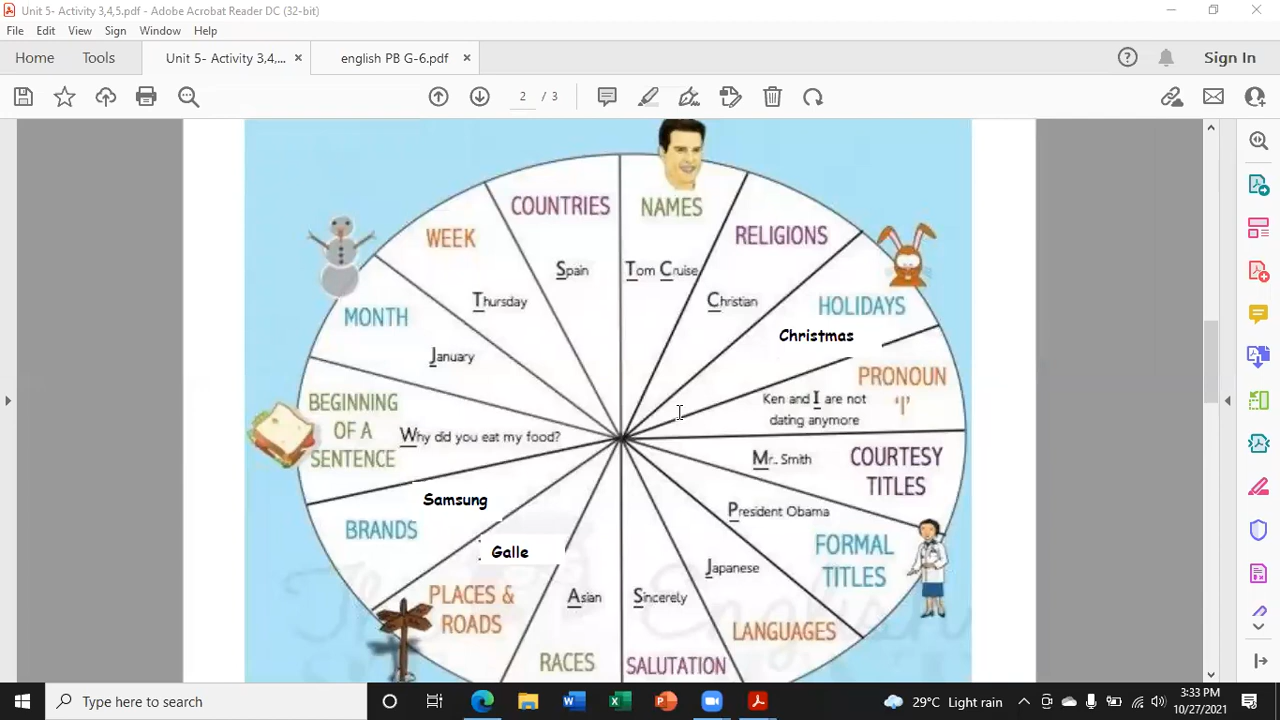 Unit 5- Activity 3,4,5.pdf - Adobe Acrobat Reader DC (32-bit)
File Edit View Sign Window Help
Home Tools Unit 5- Activity 3,4,... × english PB G-6.pdf × Sign In
2 / 3
COUNTRIES
Spain
NAMES
Tom Cruise
RELIGIONS
Christian
HOLIDAYS
Christmas
PRONOUN
'I'
Ken and I are not
dating anymore
COURTESY
TITLES
Mr.. Smith
FORMAL
TITLES
President Obama
LANGUAGES
Japanese
SALUTATION
Sincerely
RACES
Asian
PLACES &
ROADS
Galle
BRANDS
Samsung
BEGINNING
OF A
SENTENCE
Why did you eat my food?
MONTH
January
WEEK
Thursday
Type here to search
29°C Light rain
3:33 PM
10/27/2021